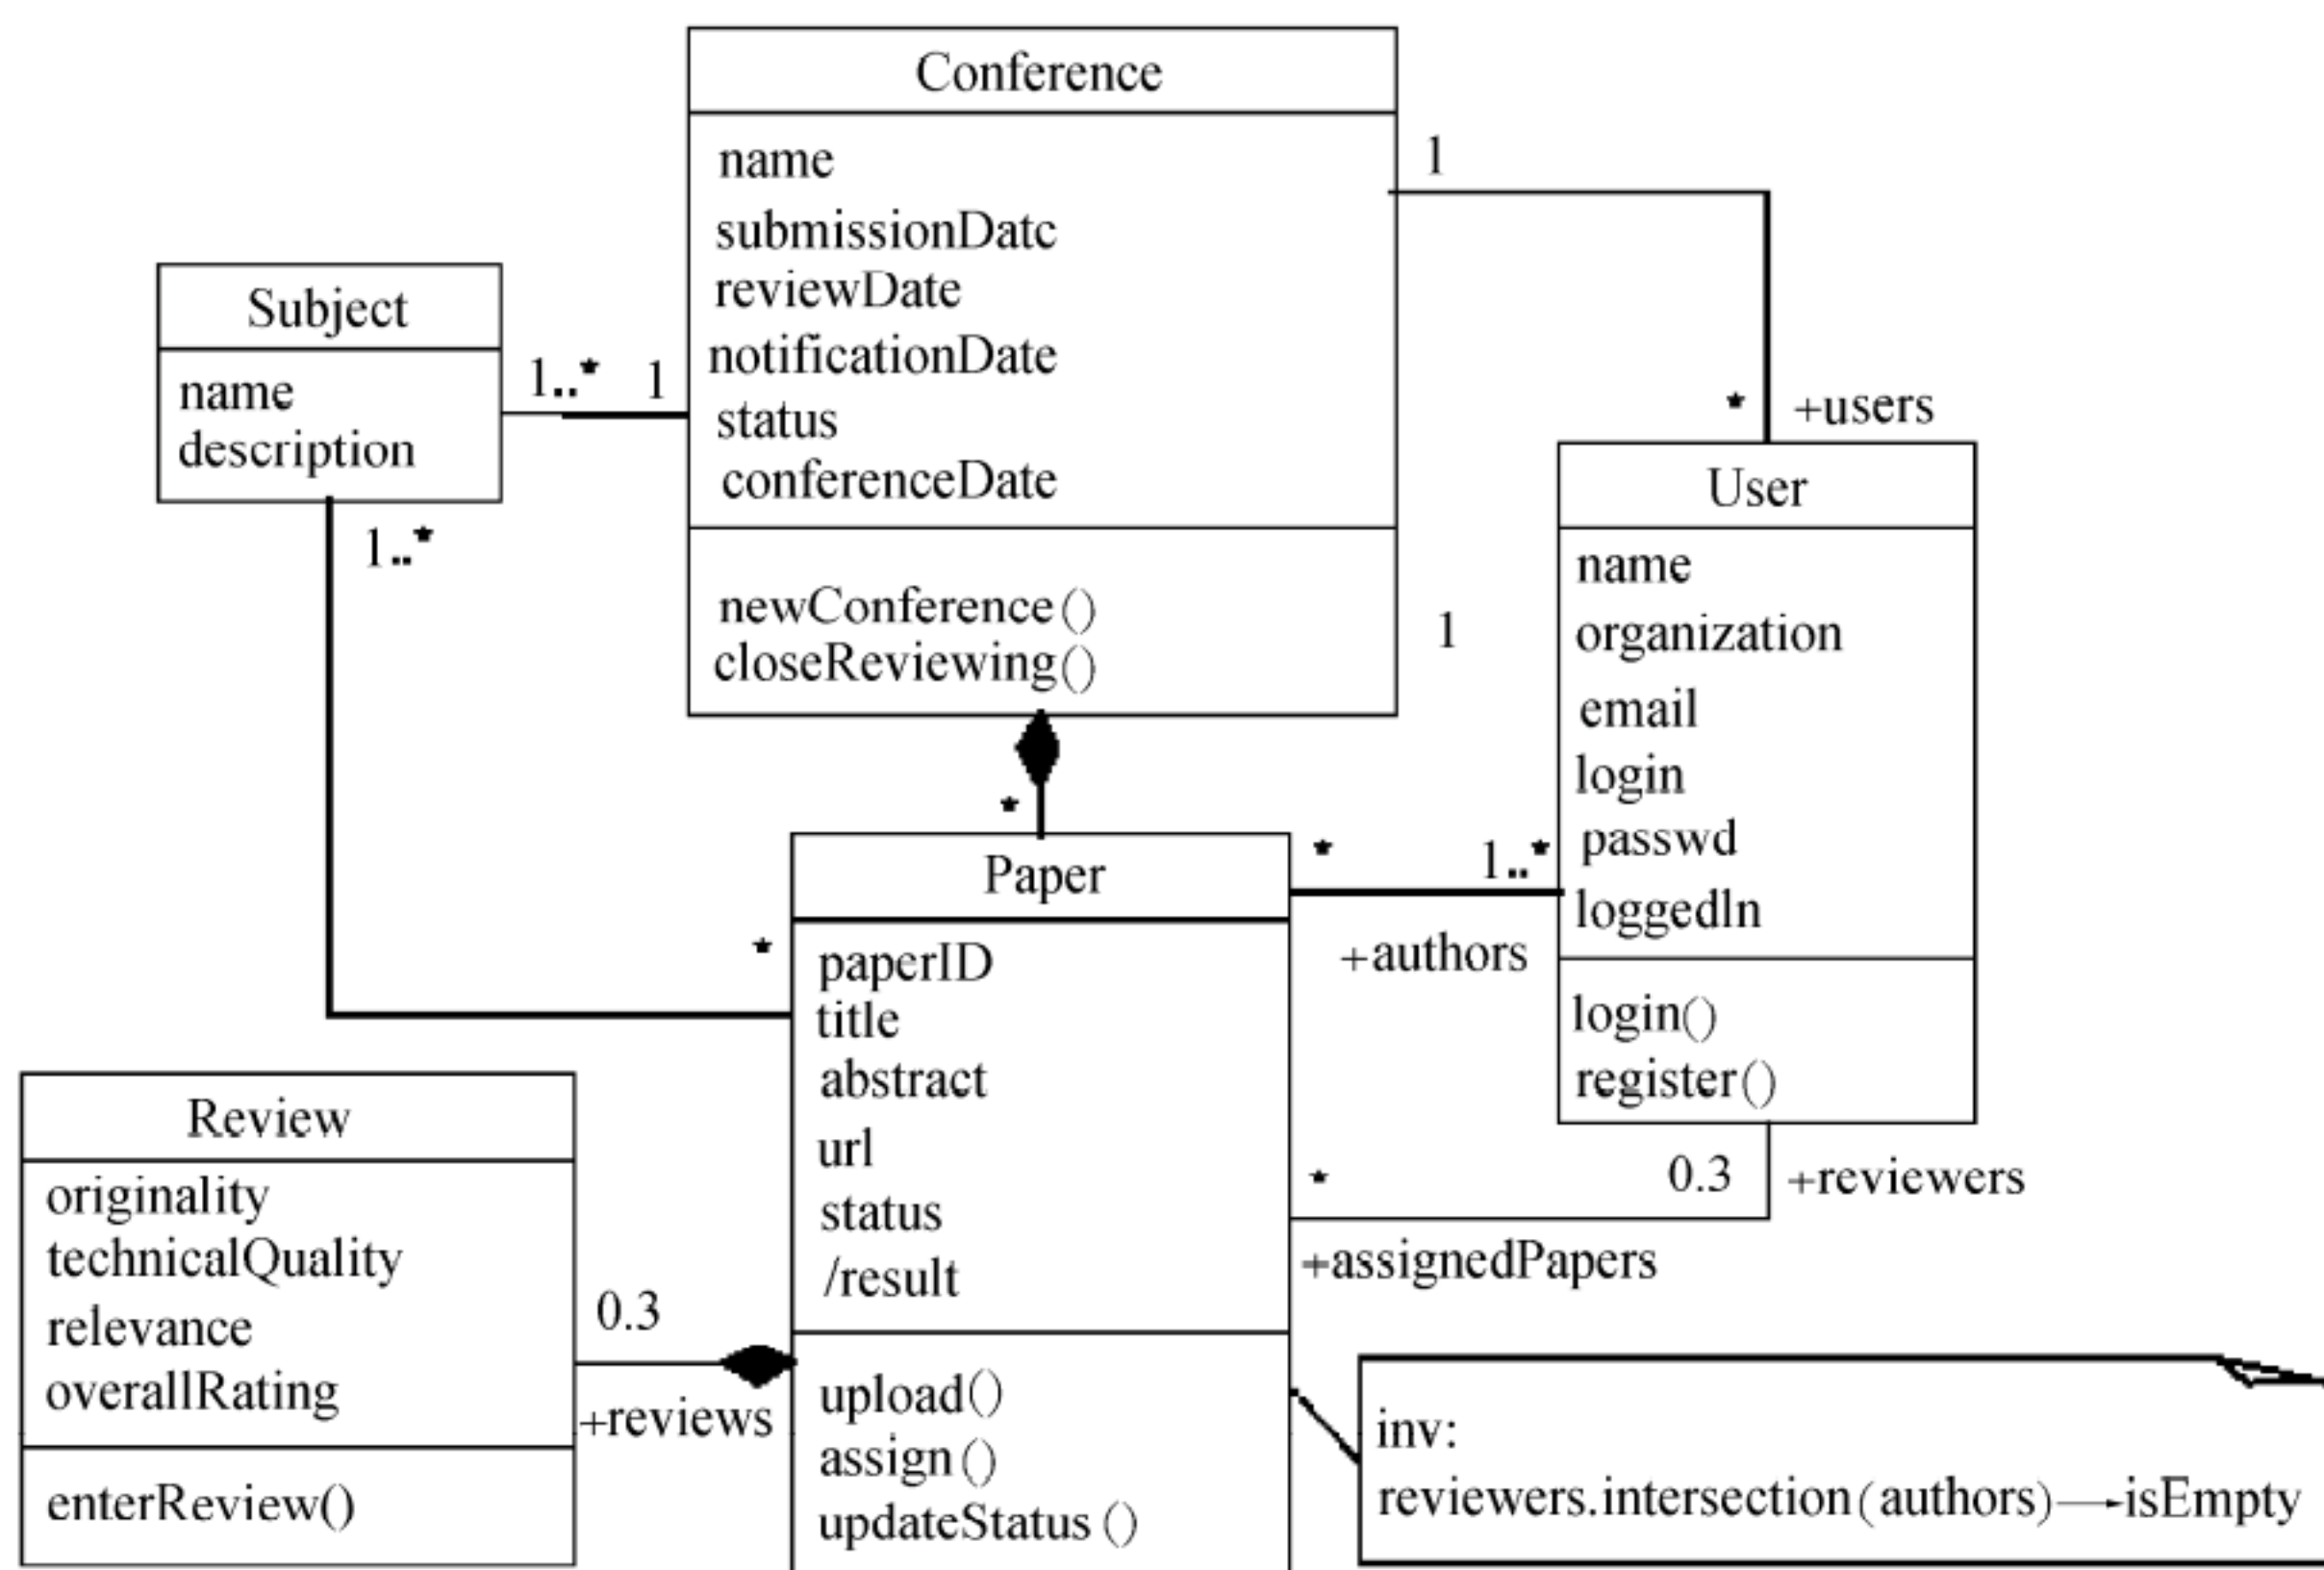 Conference
name
submissionDatc
reviewDate
notificationDate
status
conferenceDate
newConference()
closeReviewing()
1
* +users
Subject
name
description
1..* 1
1..*
User
name
organization
email
login
passwd
loggedln
login()
register()
1
*
Paper
paperID
title
abstract
url
status
/result
upload()
assign()
updateStatus()
* 1..*
+authors
*
* 0.3 +reviewers
+assignedPapers
Review
originality
technicalQuality
relevance
overallRating
enterReview()
0.3
+reviews
inv:
reviewers.intersection(authors)→isEmpty